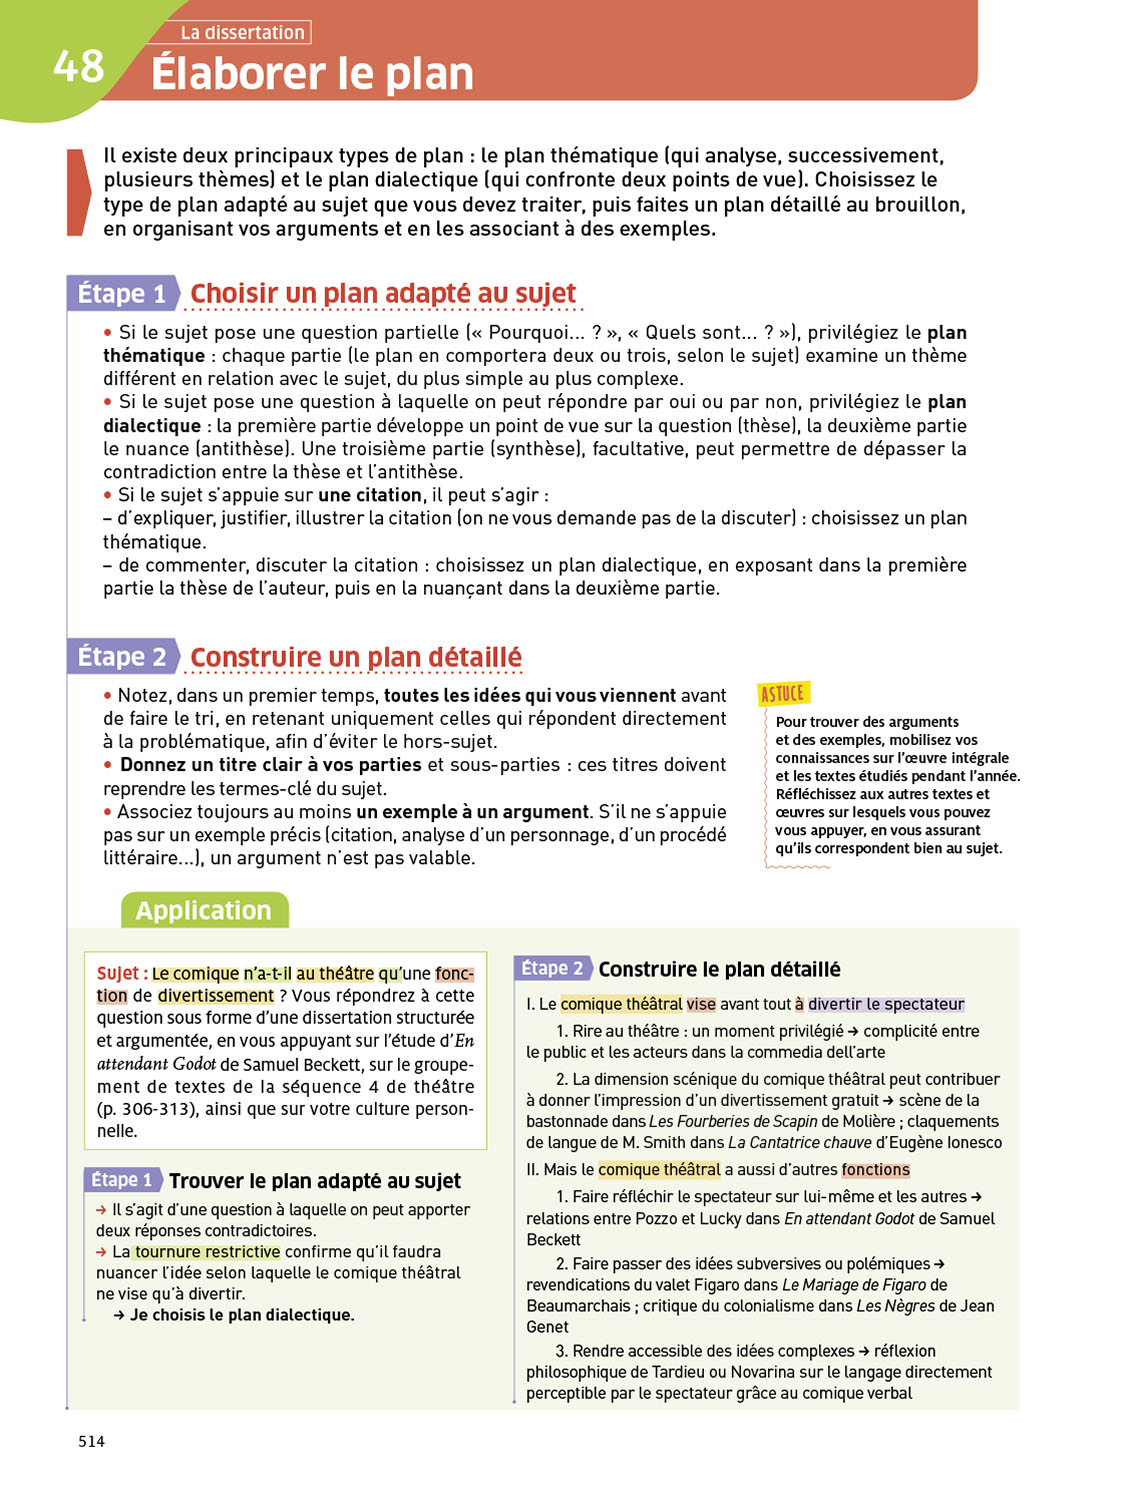 La dissertation
48
Élaborer le plan
Il existe deux principaux types de plan : le plan thématique (qui analyse, successivement,
plusieurs thèmes) et le plan dialectique (qui confronte deux points de vue). Choisissez le
type de plan adapté au sujet que vous devez traiter, puis faites un plan détaillé au brouillon,
en organisant vos arguments et en les associant à des exemples.
Étape 1 Choisir un plan adapté au sujet
• Si le sujet pose une question partielle (« Pourquoi... ? », « Quels sont... ? »), privilégiez le plan
thématique : chaque partie (le plan en comportera deux ou trois, selon le sujet) examine un thème
différent en relation avec le sujet, du plus simple au plus complexe.
• Si le sujet pose une question à laquelle on peut répondre par oui ou par non, privilégiez le plan
dialectique : la première partie développe un point de vue sur la question (thèse), la deuxième partie
le nuance (antithèse). Une troisième partie (synthèse), facultative, peut permettre de dépasser la
contradiction entre la thèse et l'antithèse.
• Si le sujet s'appuie sur une citation, il peut s'agir :
– d'expliquer, justifier, illustrer la citation (on ne vous demande pas de la discuter) : choisissez un plan
thématique.
– de commenter, discuter la citation : choisissez un plan dialectique, en exposant dans la première
partie la thèse de l'auteur, puis en la nuançant dans la deuxième partie.
Étape 2 Construire un plan détaillé
• Notez, dans un premier temps, toutes les idées qui vous viennent avant
de faire le tri, en retenant uniquement celles qui répondent directement
à la problématique, afin d'éviter le hors-sujet.
• Donnez un titre clair à vos parties et sous-parties : ces titres doivent
reprendre les termes-clé du sujet.
• Associez toujours au moins un exemple à un argument. S'il ne s'appuie
pas sur un exemple précis (citation, analyse d'un personnage, d'un procédé
littéraire...), un argument n'est pas valable.
ASTUCE
Pour trouver des arguments
et des exemples, mobilisez vos
connaissances sur l'œuvre intégrale
et les textes étudiés pendant l'année.
Réfléchissez aux autres textes et
œuvres sur lesquels vous pouvez
vous appuyer, en vous assurant
qu'ils correspondent bien au sujet.
Application
Sujet : Le comique n'a-t-il au théâtre qu'une fonc-
tion de divertissement ? Vous répondrez à cette
question sous forme d'une dissertation structurée
et argumentée, en vous appuyant sur l'étude d'En
attendant Godot de Samuel Beckett, sur le groupe-
ment de textes de la séquence 4 de théâtre
(p. 306-313), ainsi que sur votre culture person-
nelle.
Étape 1 Trouver le plan adapté au sujet
→ Il s'agit d'une question à laquelle on peut apporter
deux réponses contradictoires.
→ La tournure restrictive confirme qu'il faudra
nuancer l'idée selon laquelle le comique théâtral
ne vise qu'à divertir.
→ Je choisis le plan dialectique.
Étape 2 Construire le plan détaillé
I. Le comique théâtral vise avant tout à divertir le spectateur
1. Rire au théâtre : un moment privilégié → complicité entre
le public et les acteurs dans la commedia dell'arte
2. La dimension scénique du comique théâtral peut contribuer
à donner l'impression d'un divertissement gratuit → scène de la
bastonnade dans Les Fourberies de Scapin de Molière ; claquements
de langue de M. Smith dans La Cantatrice chauve d'Eugène Ionesco
II. Mais le comique théâtral a aussi d'autres fonctions
1. Faire réfléchir le spectateur sur lui-même et les autres →
relations entre Pozzo et Lucky dans En attendant Godot de Samuel
Beckett
2. Faire passer des idées subversives ou polémiques →
revendications du valet Figaro dans Le Mariage de Figaro de
Beaumarchais ; critique du colonialisme dans Les Nègres de Jean
Genet
3. Rendre accessible des idées complexes → réflexion
philosophique de Tardieu ou Novarina sur le langage directement
perceptible par le spectateur grâce au comique verbal
514